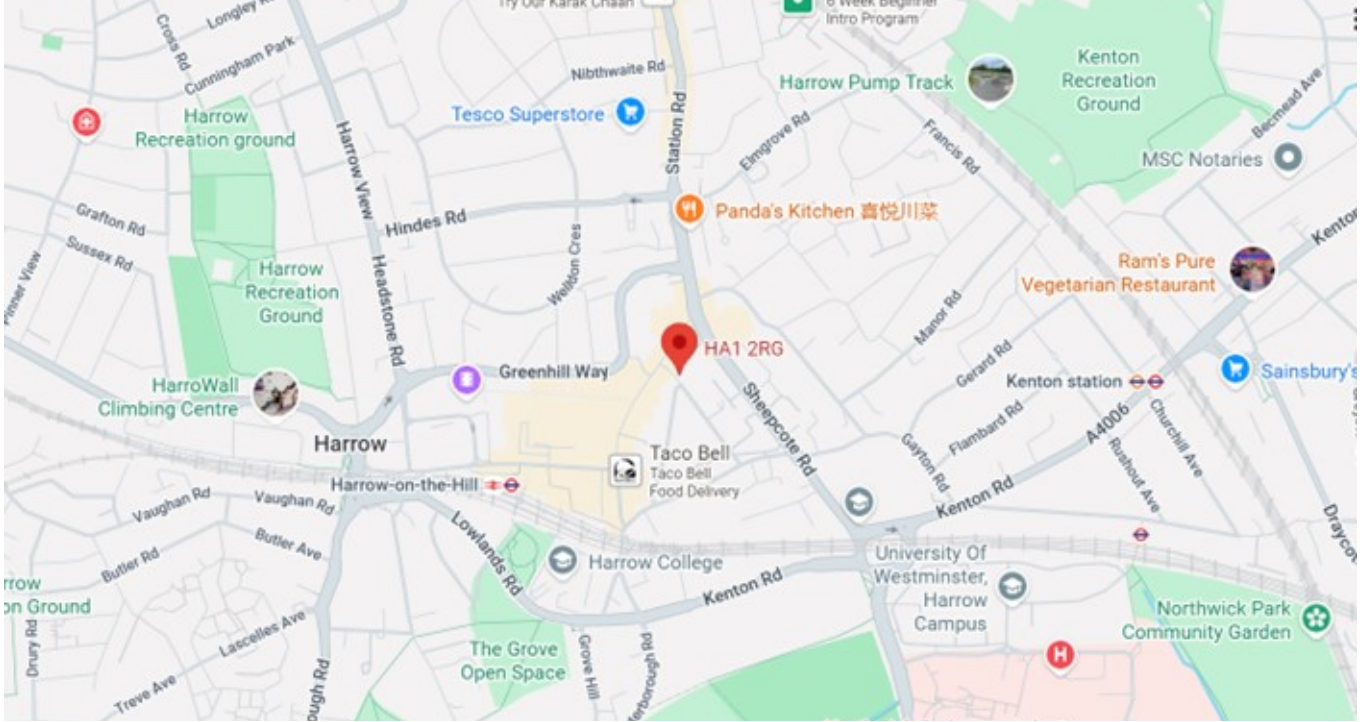 Try Our Karak Chaah
6 Week Beginner
Intro Program
Longley
Cross Rd
Cunningham Park
Nibthwaite Rd
Harrow Pump Track
Kenton
Recreation
Ground
Becmead Ave
Tesco Superstore
Harrow
Recreation ground
Harrow View
Station Rd
Elmgrove Rd
Francis Rd
MSC Notaries
Grafton Rd
Hindes Rd
Panda's Kitchen 喜悦川菜
Kenton
Sussex Rd
Pinner View
Harrow
Recreation
Ground
Headstone Rd
Welldon Cres
Ram's Pure
Vegetarian Restaurant
Manor Rd
HA1 2RG
Gerard Rd
Greenhill Way
HarroWall
Climbing Centre
Kenton station
Sainsbury's
Sheepcote Rd
Flambard Rd
A4006
Churchill Ave
Harrow
Taco Bell
Taco Bell
Food Delivery
Gayton Rd
Rushout Ave
Harrow-on-the-Hill
Vaughan Rd
Vaughan Rd
Kenton Rd
Lowlands Rd
Butler Ave
Butler Rd
Harrow College
Kenton Rd
University Of
Westminster,
Harrow
Campus
Northwick Park
Community Garden
rrow
on Ground
Drury Rd
Lascelles Ave
Treve Ave
The Grove
Open Space
Grove Hill
erborough Rd
ough Rd
H
Drayco